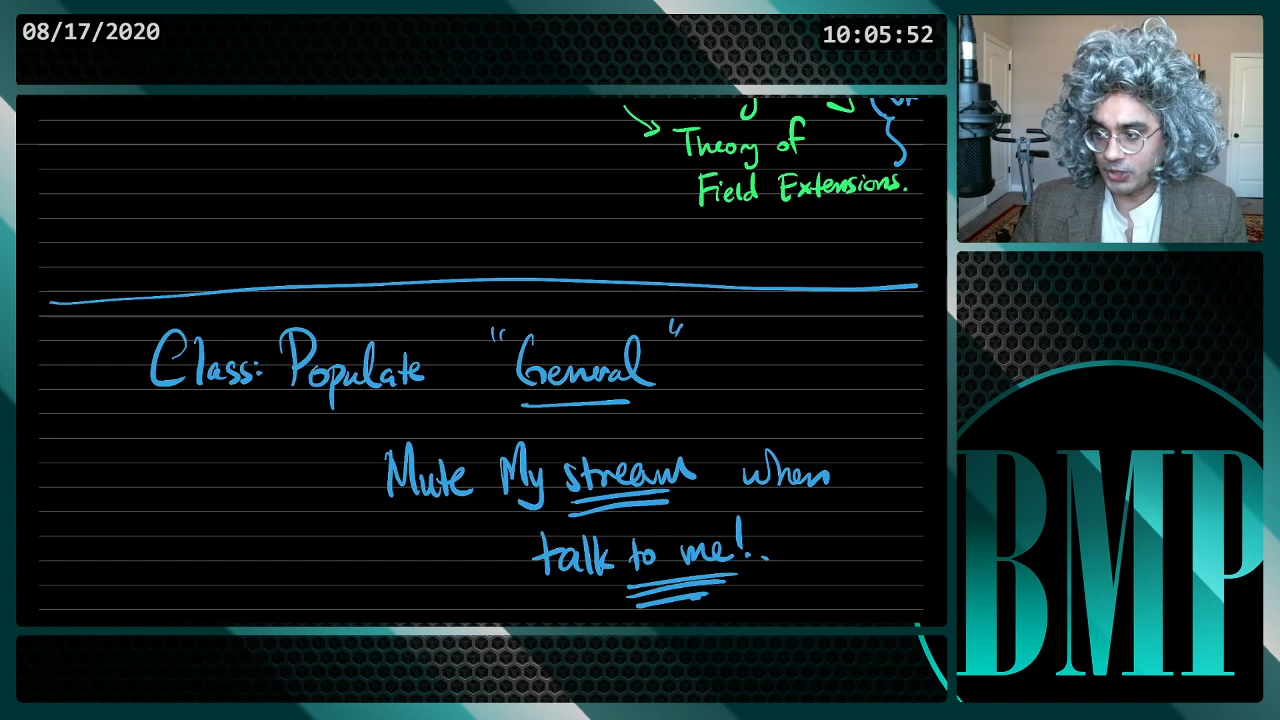 08/17/2020
10:05:52
Theory of
Field Extensions.
Class: Populate "General"
Mute My stream when
talk to me!..
BMP